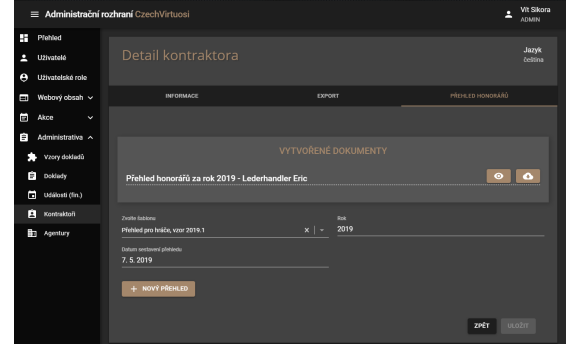 Administrační rozhraní CzechVirtuosi
Vít Sikora
ADMIN
Přehled
Uživatelé
Uživatelské role
Webový obsah
Akce
Administrativa
Vzory dokladů
Doklady
Události (fin.)
Kontraktoři
Agentury
Detail kontraktora
Jazyk
čeština
INFORMACE
EXPORT
PŘEHLED HONORÁŘŮ
VYTVOŘENÉ DOKUMENTY
Přehled honorářů za rok 2019 - Lederhandler Eric
Zvolte šablonu
Přehled pro hráče, vzor 2019.1
Rok
2019
Datum sestavení přehledu
7. 5. 2019
+ NOVÝ PŘEHLED
ZPĚT
ULOŽIT